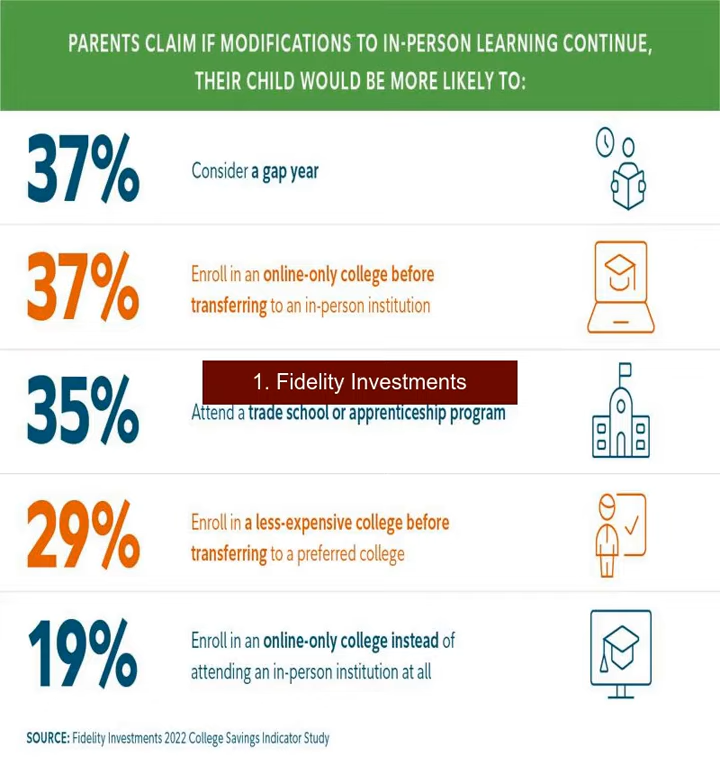 PARENTS CLAIM IF MODIFICATIONS TO IN-PERSON LEARNING CONTINUE,
THEIR CHILD WOULD BE MORE LIKELY TO:
37%
Consider a gap year
37%
Enroll in an online-only college before
transferring to an in-person institution
1. Fidelity Investments
35%
Attend a trade school or apprenticeship program
29%
Enroll in a less-expensive college before
transferring to a preferred college
19%
Enroll in an online-only college instead of
attending an in-person institution at all
SOURCE: Fidelity Investments 2022 College Savings Indicator Study